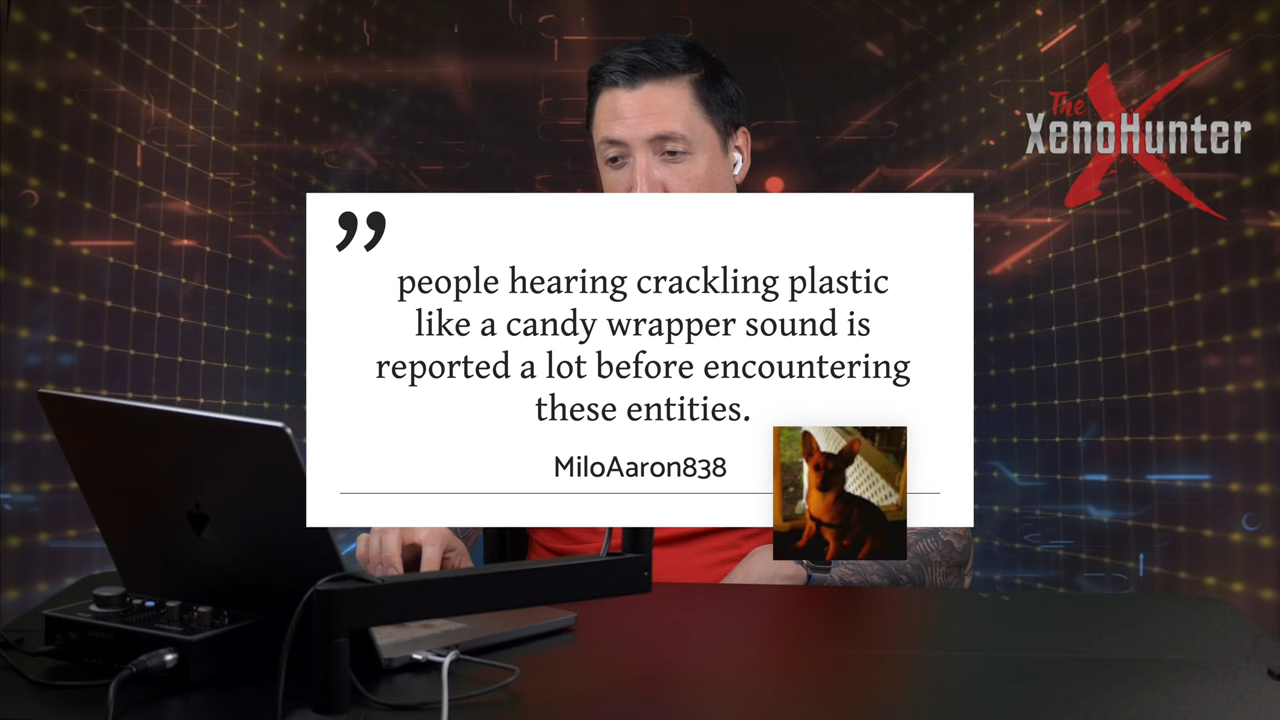 The
XenoHunter
”
people hearing crackling plastic
like a candy wrapper sound is
reported a lot before encountering
these entities.
MiloAaron838